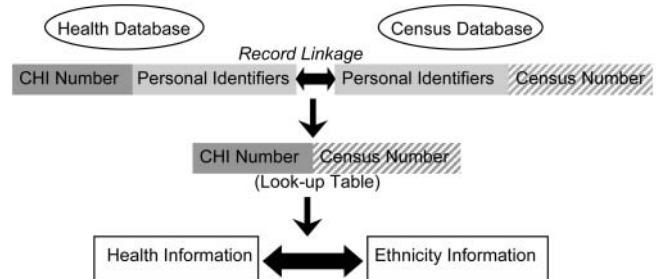 Health Database
Census Database
Record Linkage
CHI Number
Personal Identifiers
Personal Identifiers
Census Number
CHI Number
Census Number
(Look-up Table)
Health Information
Ethnicity Information